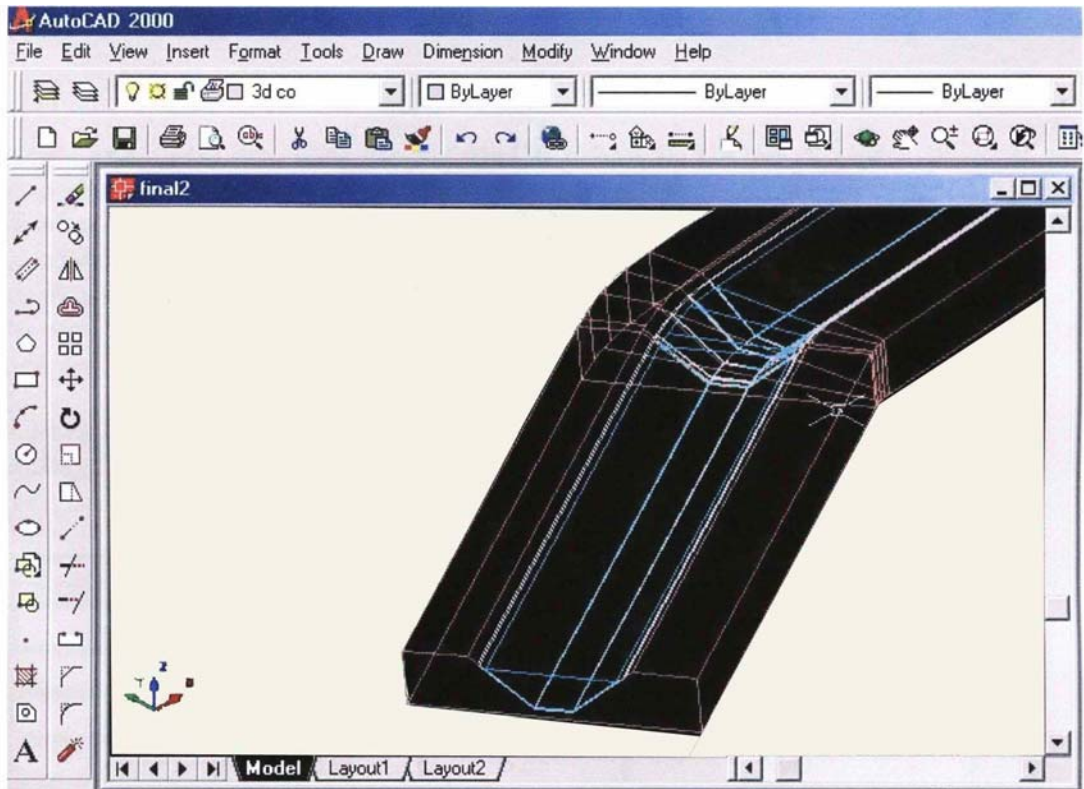 AutoCAD 2000
File Edit View Insert Format Tools Draw Dimension Modify Window Help
3d co ByLayer ByLayer ByLayer
final2
A
Model Layout1 Layout2